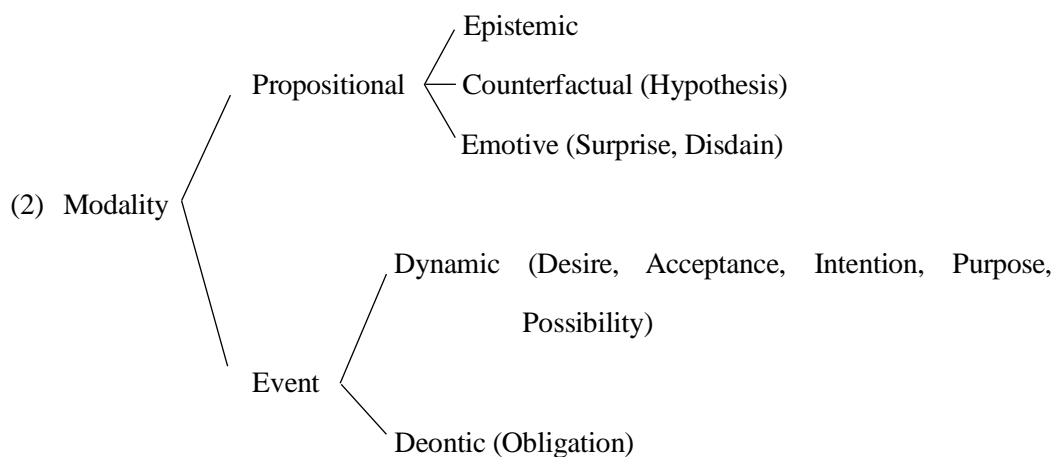 Epistemic
Propositional Counterfactual (Hypothesis)
Emotive (Surprise, Disdain)
(2) Modality
Dynamic (Desire, Acceptance, Intention, Purpose,
Possibility)
Event
Deontic (Obligation)